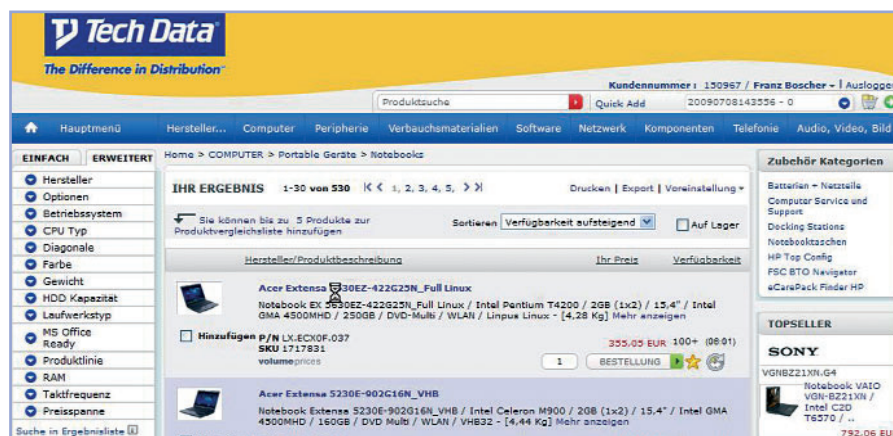 Tech Data
The Difference in Distribution
Kundennummer: 150967 / Franz Boscher | Auslogge
Produktsuche
Quick Add
20090708143556 - 0
Hauptmenü Hersteller... Computer Peripherie Verbauchsmaterialien Software Netzwerk Komponenten Telefonie Audio, Video, Bild
EINFACH ERWEITERT
Hersteller
Optionen
Betriebssystem
CPU Typ
Diagonale
Farbe
Gewicht
HDD Kapazität
Laufwerkstyp
MS Office
Ready
Produktlinie
RAM
Taktfrequenz
Preisspanne
Suche in Ergebnisliste
Home > COMPUTER > Portable Geräte > Notebooks
IHR ERGEBNIS 1-30 von 530 1, 2, 3, 4, 5, Drucken | Export | Voreinstellung
Sie können bis zu 5 Produkte zur
Produktvergleichsliste hinzufügen
Sortieren Verfügbarkeit aufsteigend Auf Lager
Hersteller/Produktbeschreibung Ihr Preis Verfügbarkeit
Acer Extensa 30EZ-422G25N_Full Linux
Notebook EX 5630EZ-422G25N_Full Linux / Intel Pentium T4200 / 2GB (1x2) / 15,4" / Intel
GMA 4500MHD / 250GB / DVD-Multi / WLAN / Linpus Linux - [4,28 Kg] Mehr anzeigen
Hinzufügen P/N LX.ECX0F.037
SKU 1717831
volumeprices
355.05 EUR 100+ (08:01)
1 BESTELLUNG
Acer Extensa 5230E-902G16N_VHB
Notebook Extensa 5230E-902G16N_VHB / Intel Celeron M900 / 2GB (1x2) / 15,4" / Intel GMA
4500MHD / 160GB / DVD Multi / WLAN / VHB32 - [4,44 Kg] Mehr anzeigen
Zubehör Kategorien
Batterien + Netzteile
Computer Service und
Support
Docking Stations
Notebooktaschen
HP Top Config
FSC BTO Navigator
eCarePack Finder HP
TOPSELLER
SONY
VGNBZ21XN.G4
Notebook VAIO
VGN-BZ21XN /
Intel C2D
T6570 / ..
792.06 EU